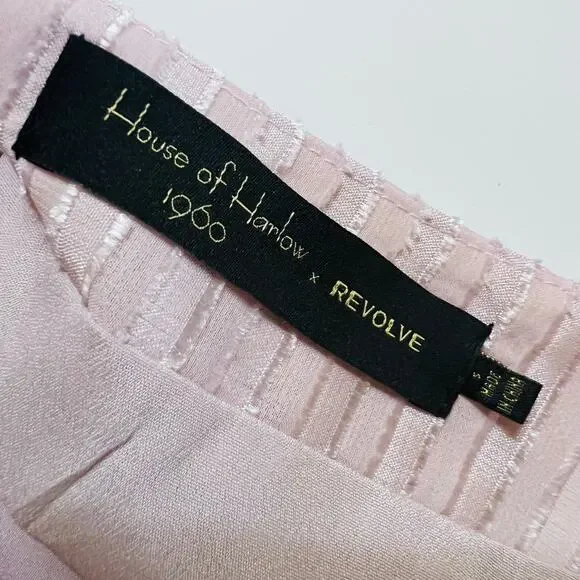 House of Harlow
1960
x REVOLVE
S
MADE
IN CHINA